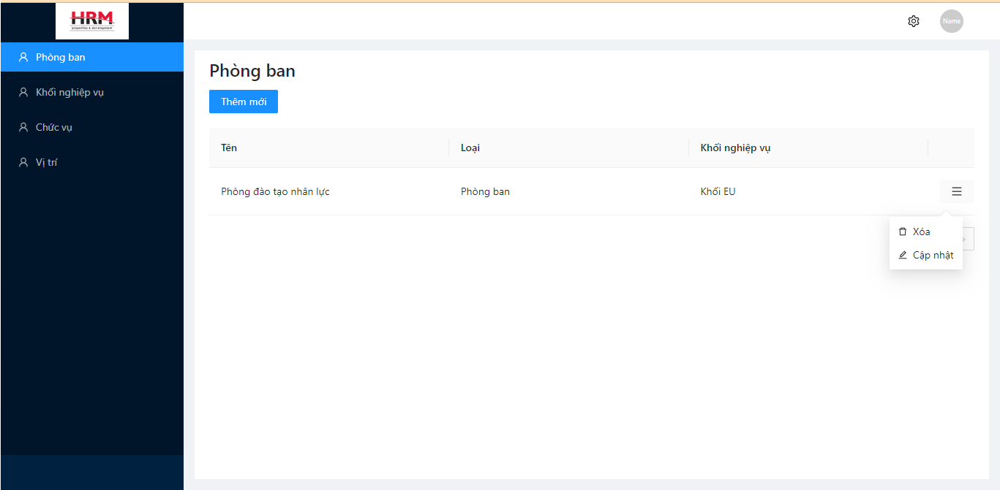 HRM
properties & development
Name
Phòng ban
Khối nghiệp vụ
Chức vụ
Vị trí
Phòng ban
Thêm mới
Tên Loại Khối nghiệp vụ
Phòng đào tạo nhân lực Phòng ban Khối EU
Xóa
Cập nhật